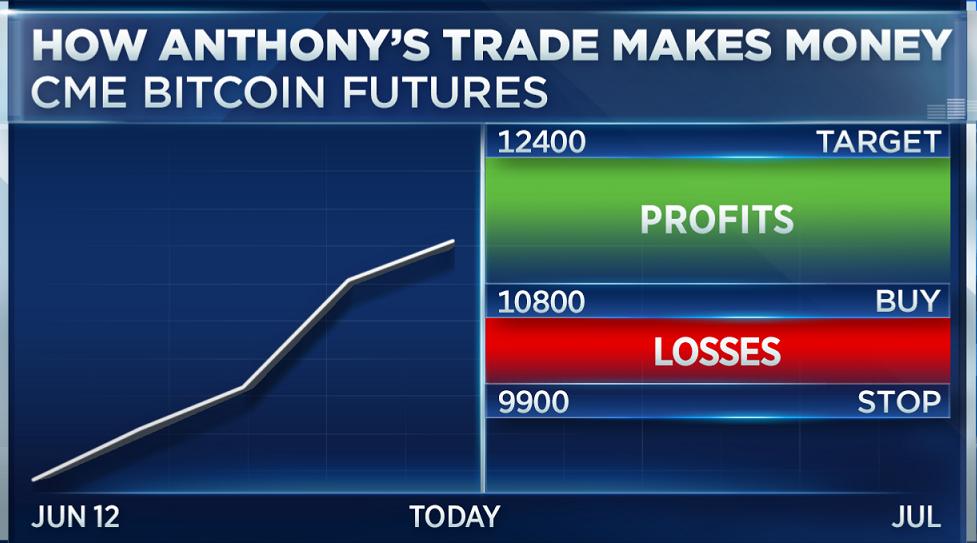 HOW ANTHONY'S TRADE MAKES MONEY
CME BITCOIN FUTURES
12400 TARGET
PROFITS
10800 BUY
LOSSES
9900 STOP
JUN 12 TODAY JUL